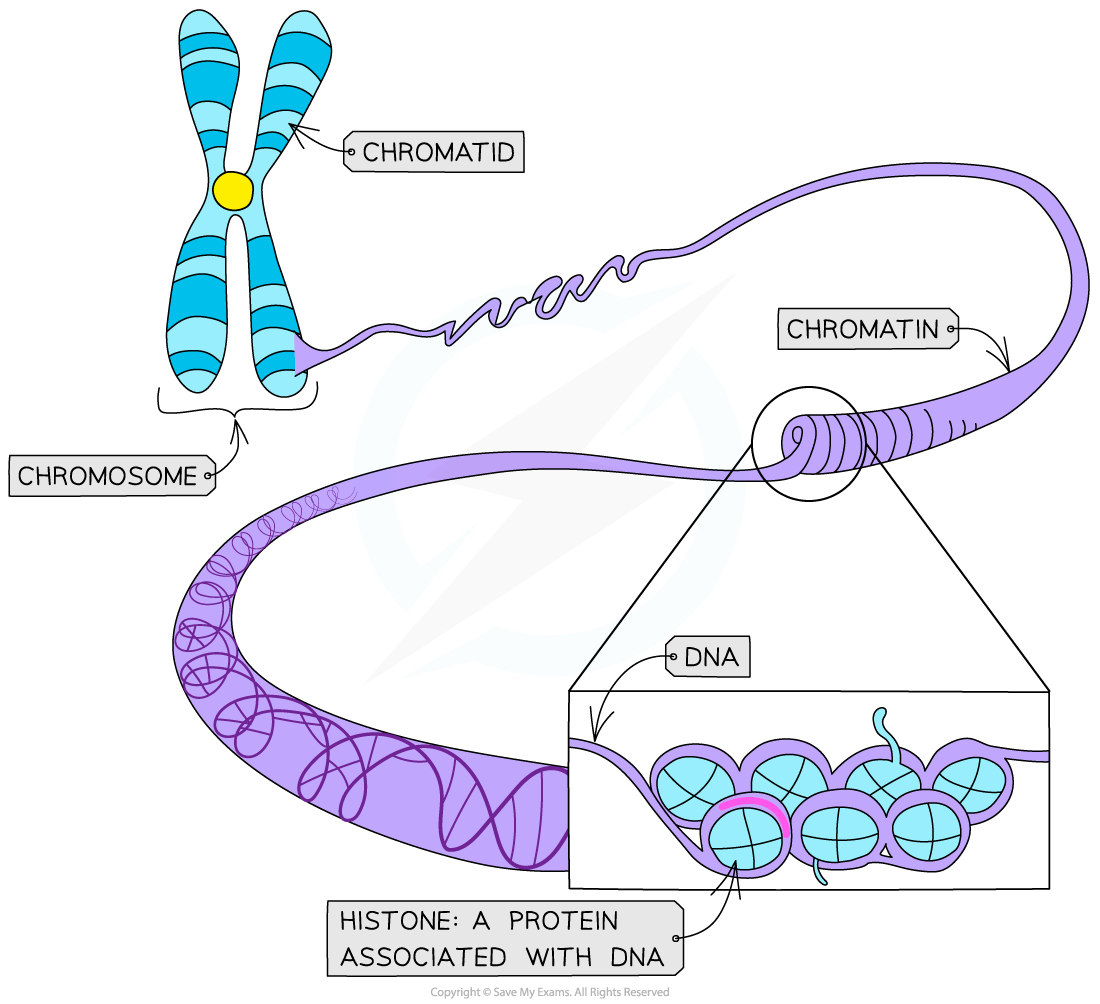 CHROMATID
CHROMATIN
CHROMOSOME
DNA
HISTONE: A PROTEIN
ASSOCIATED WITH DNA
Copyright © Save My Exams. All Rights Reserved